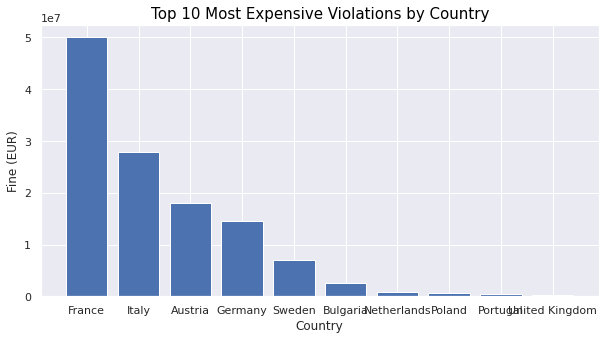 Top 10 Most Expensive Violations by Country
1e7
5
4
3
2
1
0
Fine (EUR)
France Italy Austria Germany Sweden Bulgaria Netherlands Poland Portugal United Kingdom
Country